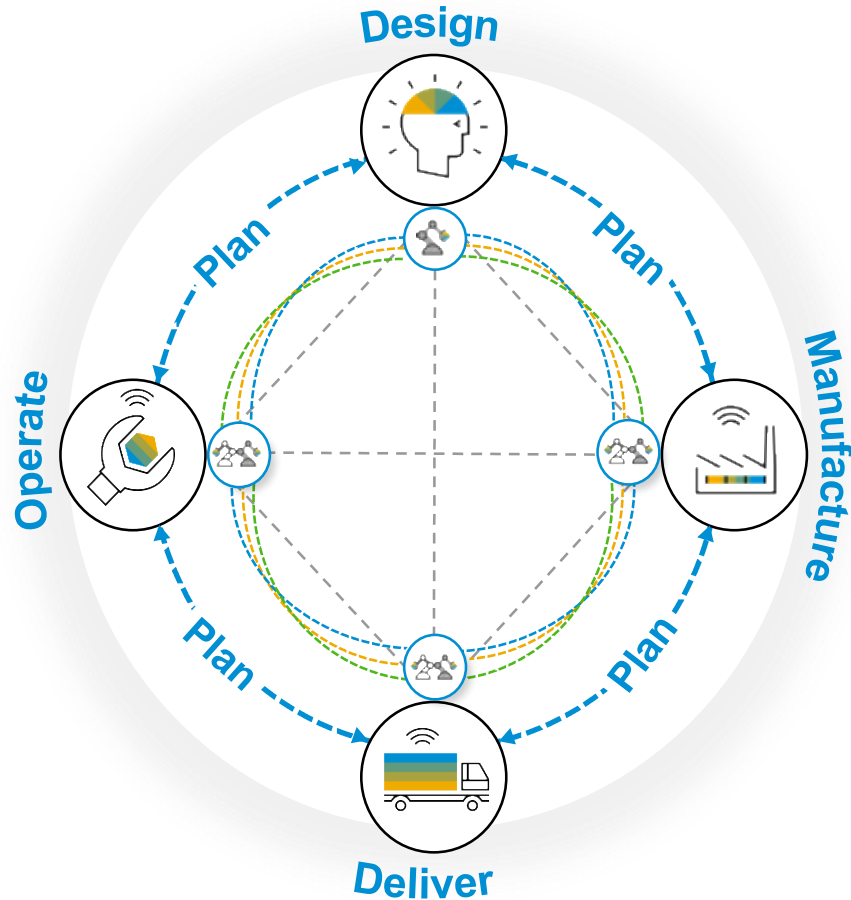 Design
Plan
Plan
Operate
Manufacture
Plan
Plan
Deliver